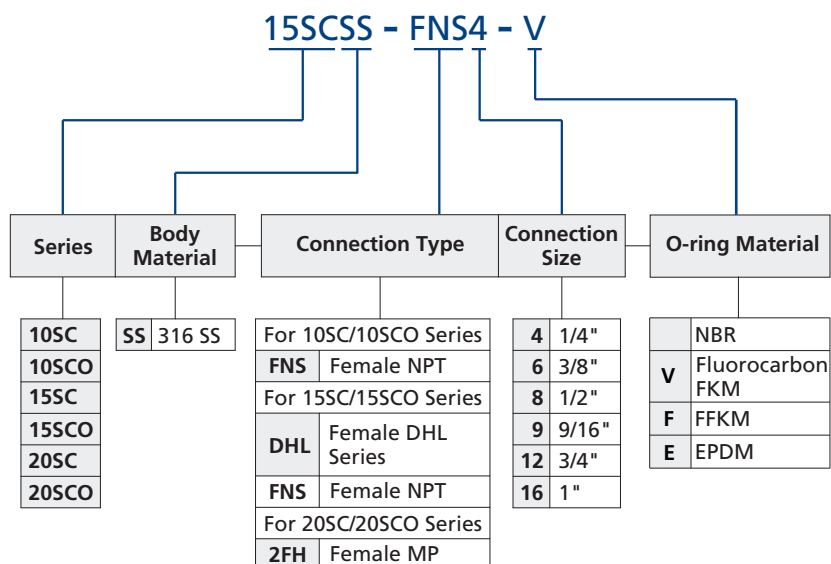 15SCSS - FNS4 - V
Series
Body
Material
Connection Type
Connection
Size
O-ring Material
10SC
10SCO
15SC
15SCO
20SC
20SCO
SS 316 SS
For 10SC/10SCO Series
FNS Female NPT
For 15SC/15SCO Series
DHL Female DHL
Series
FNS Female NPT
For 20SC/20SCO Series
2FH Female MP
4 1/4"
6 3/8"
8 1/2"
9 9/16"
12 3/4"
16 1"
NBR
V Fluorocarbon
FKM
F FFKM
E EPDM